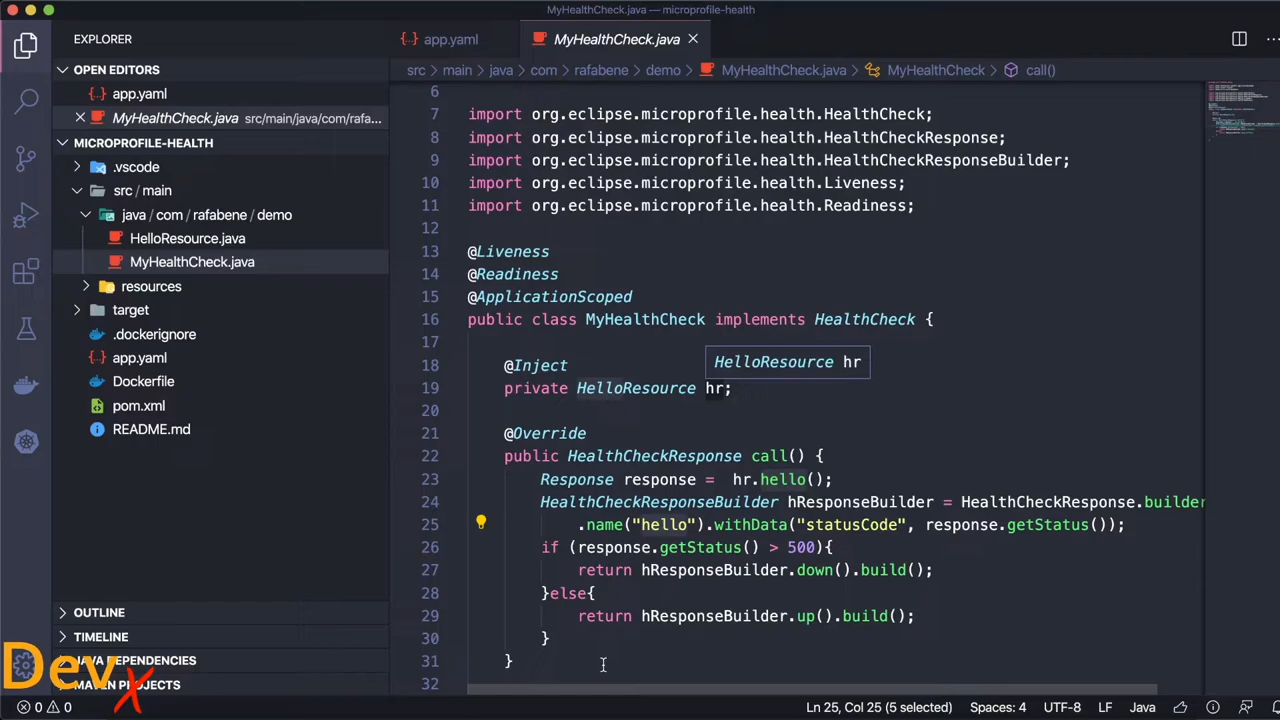 MyHealthCheck.java — microprofile-health
EXPLORER
OPEN EDITORS
app.yaml
MyHealthCheck.java src/main/java/com/rafa...
MICROPROFILE-HEALTH
.vscode
src / main
java / com / rafabene / demo
HelloResource.java
MyHealthCheck.java
resources
target
.dockerignore
app.yaml
Dockerfile
pom.xml
README.md
OUTLINE
TIMELINE
JAVA DEPENDENCIES
MAVEN PROJECTS
DevX
app.yaml MyHealthCheck.java
src > main > java > com > rafabene > demo > MyHealthCheck.java > MyHealthCheck > call()
6
7 import org.eclipse.microprofile.health.HealthCheck;
8 import org.eclipse.microprofile.health.HealthCheckResponse;
9 import org.eclipse.microprofile.health.HealthCheckResponseBuilder;
10 import org.eclipse.microprofile.health.Liveness;
11 import org.eclipse.microprofile.health.Readiness;
12
13 @Liveness
14 @Readiness
15 @ApplicationScoped
16 public class MyHealthCheck implements HealthCheck {
17
HelloResource hr
18 @Inject
19 private HelloResource hr;
20
21 @Override
22 public HealthCheckResponse call() {
23 Response response = hr.hello();
24 HealthCheckResponseBuilder hResponseBuilder = HealthCheckResponse.builder
25 .name("hello").withData("statusCode", response.getStatus());
26 if (response.getStatus() > 500){
27 return hResponseBuilder.down().build();
28 }else{
29 return hResponseBuilder.up().build();
30 }
31 }
32
0 0 Ln 25, Col 25 (5 selected) Spaces: 4 UTF-8 LF Java